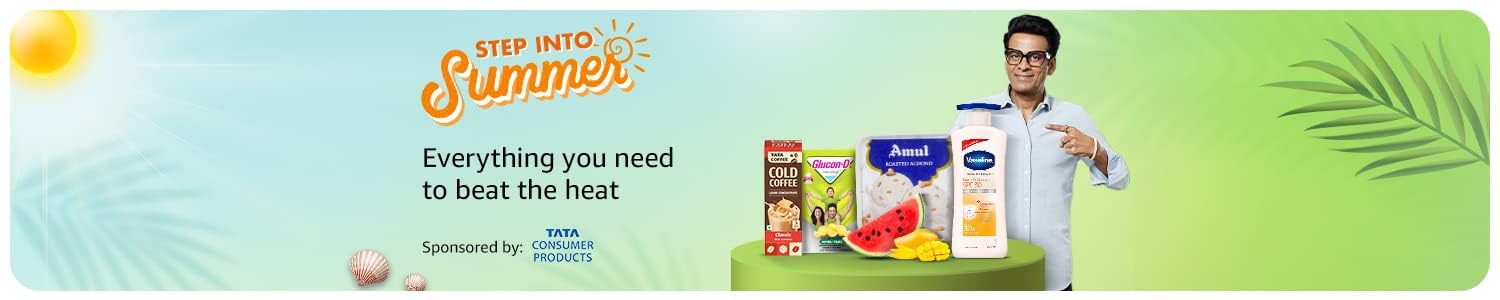 STEP INTO
Summer
Everything you need
to beat the heat
Sponsored by:
TATA
CONSUMER
PRODUCTS
TATA
COFFEE
COLD
COFFEE
Classic
Glucon-D
Amul
ROASTED ALMOND
Vaseline
SPF 30